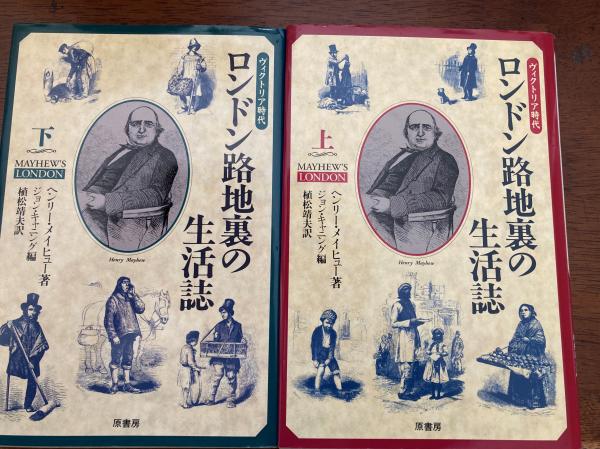 ヴィクトリア時代
ロンドン路地裏の
生活誌
下
MAYHEW'S
LONDON
ヘンリー・メイヒュー著
ジョン・キャニング編
植松靖夫訳
Henry Mayhew
原書房
ヴィクトリア時代
ロンドン路地裏の
生活誌
上
MAYHEW'S
LONDON
ヘンリー・メイヒュー著
ジョン・キャニング編
植松靖夫訳
Henry Mayhew
原書房